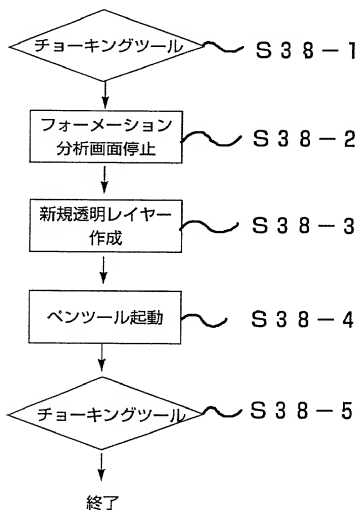 チョーキングツール S38-1
フォーメーション
分析画面停止 S38-2
新規透明レイヤー
作成 S38-3
ペンツール起動 S38-4
チョーキングツール S38-5
終了